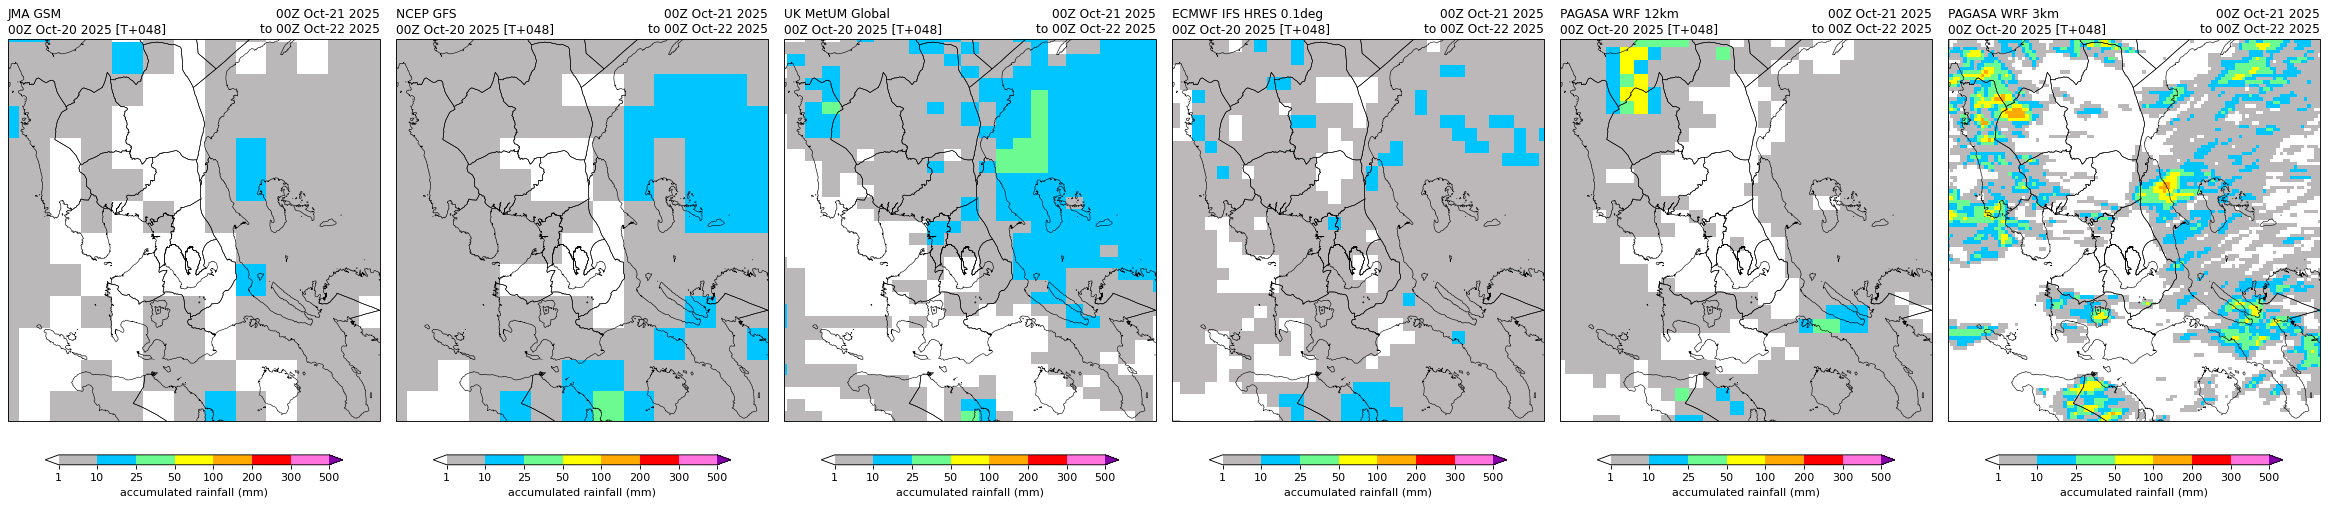 JMA GSM 00Z Oct-21 2025
00Z Oct-20 2025 [T+048] to 00Z Oct-22 2025
1 10 25 50 100 200 300 500
accumulated rainfall (mm)
NCEP GFS 00Z Oct-21 2025
00Z Oct-20 2025 [T+048] to 00Z Oct-22 2025
1 10 25 50 100 200 300 500
accumulated rainfall (mm)
UK MetUM Global 00Z Oct-21 2025
00Z Oct-20 2025 [T+048] to 00Z Oct-22 2025
1 10 25 50 100 200 300 500
accumulated rainfall (mm)
ECMWF IFS HRES 0.1deg 00Z Oct-21 2025
00Z Oct-20 2025 [T+048] to 00Z Oct-22 2025
1 10 25 50 100 200 300 500
accumulated rainfall (mm)
PAGASA WRF 12km 00Z Oct-21 2025
00Z Oct-20 2025 [T+048] to 00Z Oct-22 2025
1 10 25 50 100 200 300 500
accumulated rainfall (mm)
PAGASA WRF 3km 00Z Oct-21 2025
00Z Oct-20 2025 [T+048] to 00Z Oct-22 2025
1 10 25 50 100 200 300 500
accumulated rainfall (mm)